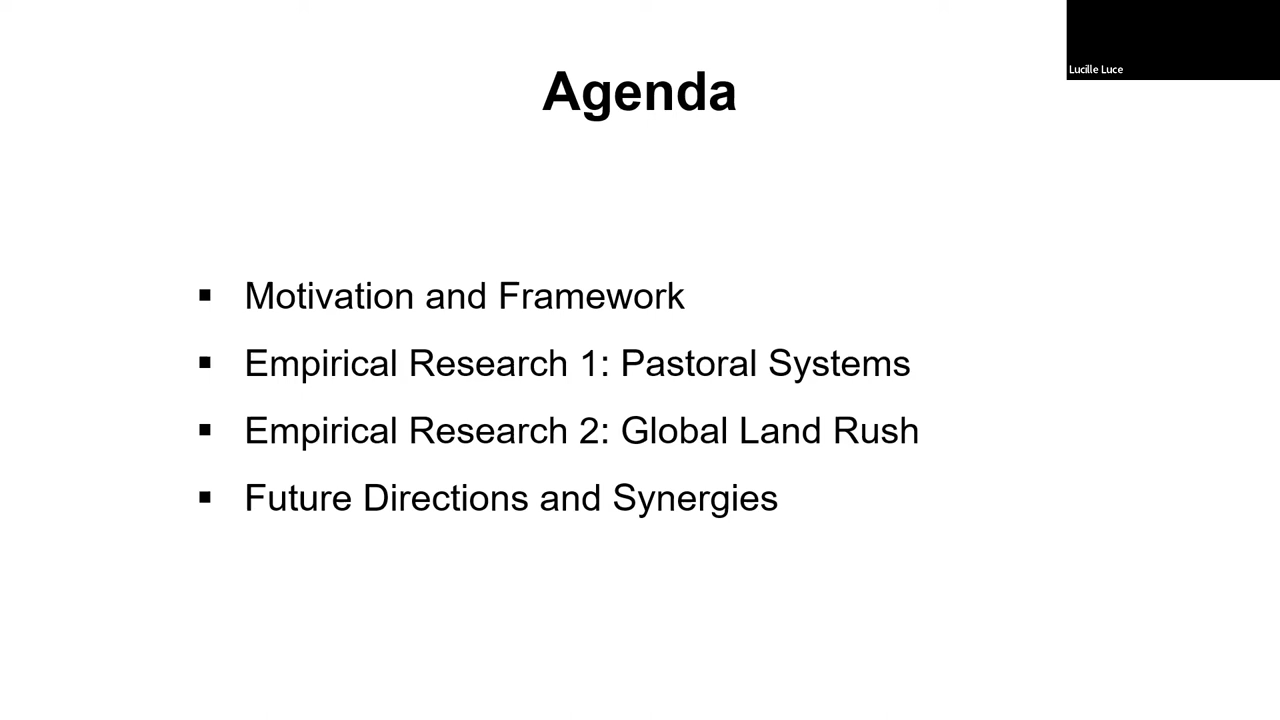 Lucille Luce
Agenda
▪ Motivation and Framework
▪ Empirical Research 1: Pastoral Systems
▪ Empirical Research 2: Global Land Rush
▪ Future Directions and Synergies